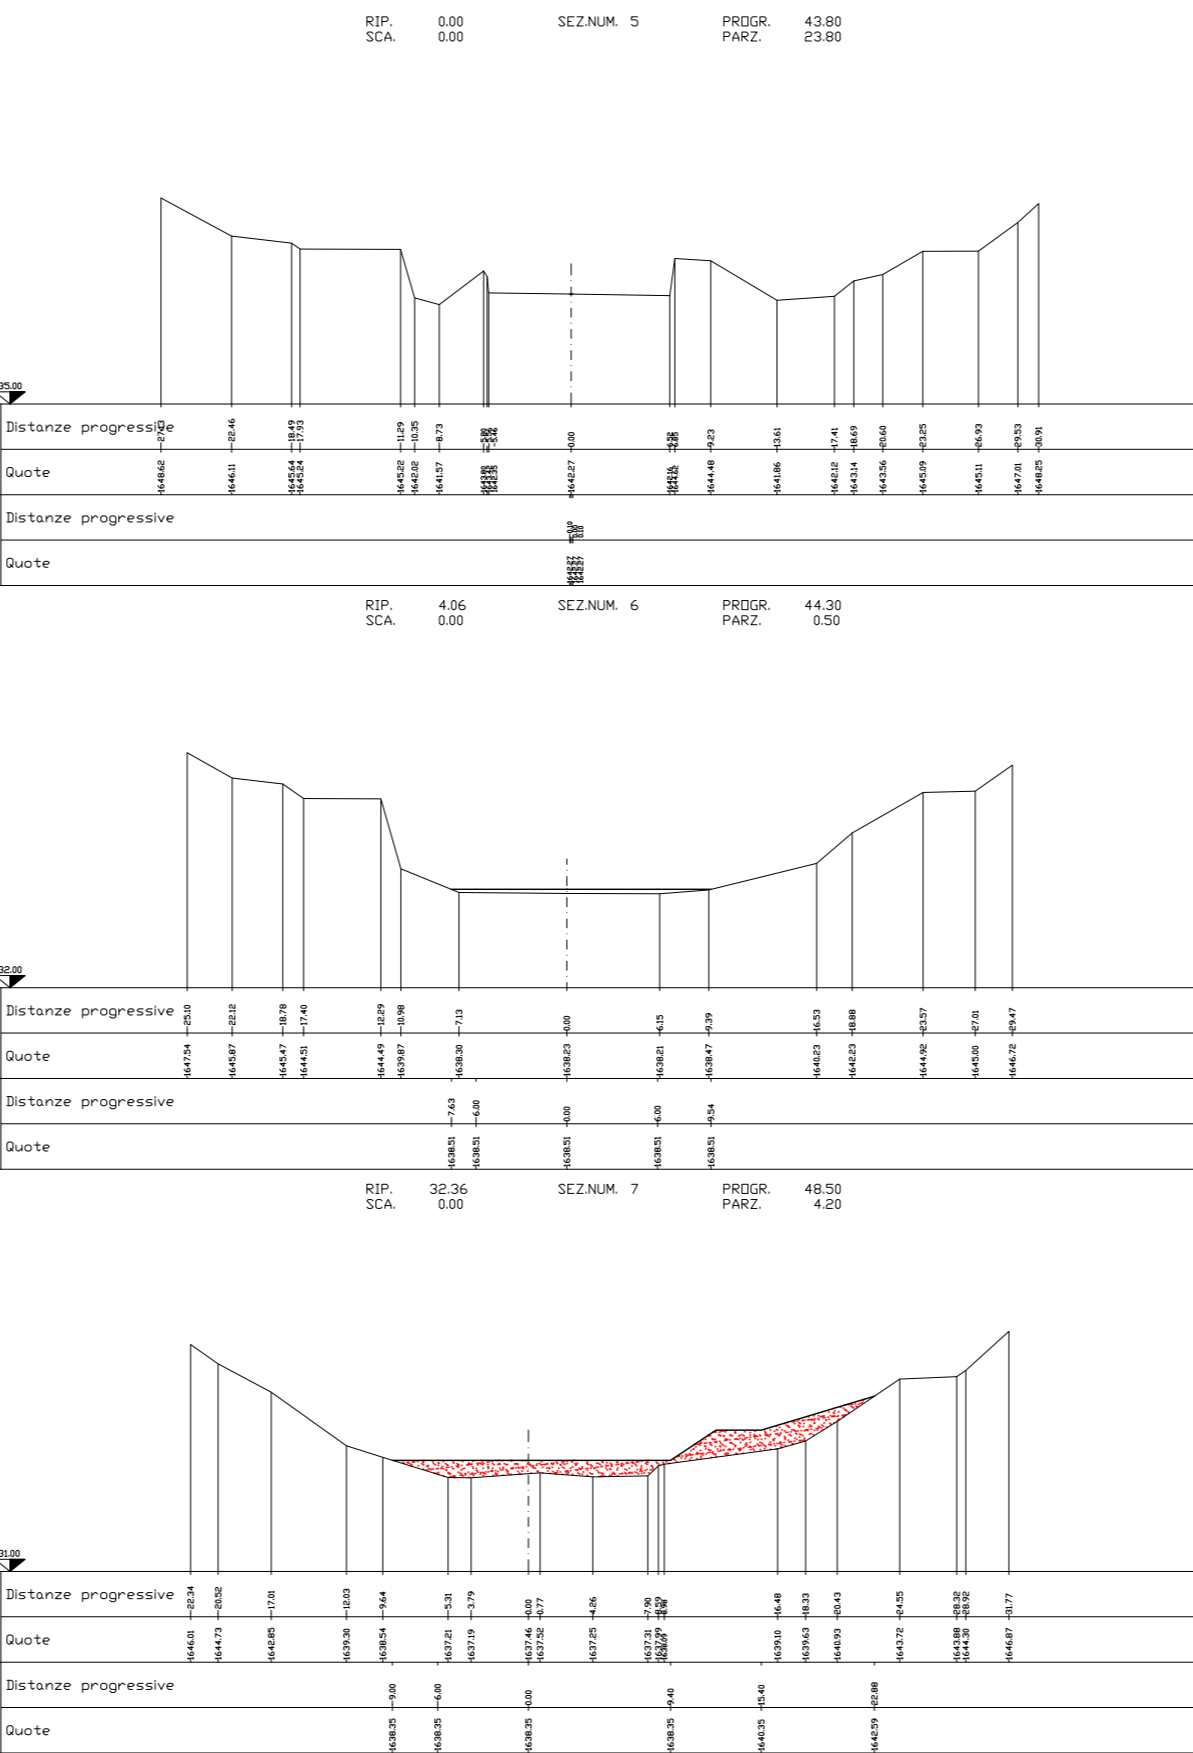 RIP. 0.00 SEZ.NUM. 5 PROGR. 43.80
SCA. 0.00 PARZ. 23.80
35.00
Distanze progressive 22.46 18.49 17.93 11.29 10.35 8.73 0.00 9.23 13.61 17.41 18.69 20.60 23.25 26.93 29.53 30.91
Quote 1648.62 1646.11 1645.64 1645.24 1645.22 1642.02 1641.57 1642.35 1642.27 1644.48 1641.86 1642.12 1643.14 1643.56 1645.09 1645.11 1647.01 1648.25
Distanze progressive 0.10
Quote 1642.27 1642.27
RIP. 4.06 SEZ.NUM. 6 PROGR. 44.30
SCA. 0.00 PARZ. 0.50
32.00
Distanze progressive 25.10 22.12 18.78 17.40 12.29 10.98 7.13 0.00 6.15 9.39 16.53 18.88 23.57 27.01 29.47
Quote 1647.54 1645.87 1645.47 1644.51 1644.49 1639.87 1638.30 1638.23 1638.21 1638.47 1640.23 1642.23 1644.92 1645.00 1646.72
Distanze progressive 7.63 6.00 0.00 6.00 9.54
Quote 1638.51 1638.51 1638.51 1638.51 1638.51
RIP. 32.36 SEZ.NUM. 7 PROGR. 48.50
SCA. 0.00 PARZ. 4.20
31.00
Distanze progressive 22.34 20.52 17.01 12.03 9.64 5.31 3.79 0.00 0.77 4.26 7.90 16.48 18.33 20.43 24.55 28.32 28.92 31.77
Quote 1646.01 1644.73 1642.85 1639.30 1638.54 1637.21 1637.19 1637.46 1637.52 1637.25 1637.31 1639.10 1639.63 1640.93 1643.72 1643.88 1644.30 1646.87
Distanze progressive 9.00 6.00 0.00 9.40 15.40 22.88
Quote 1638.35 1638.35 1638.35 1638.35 1640.35 1642.59